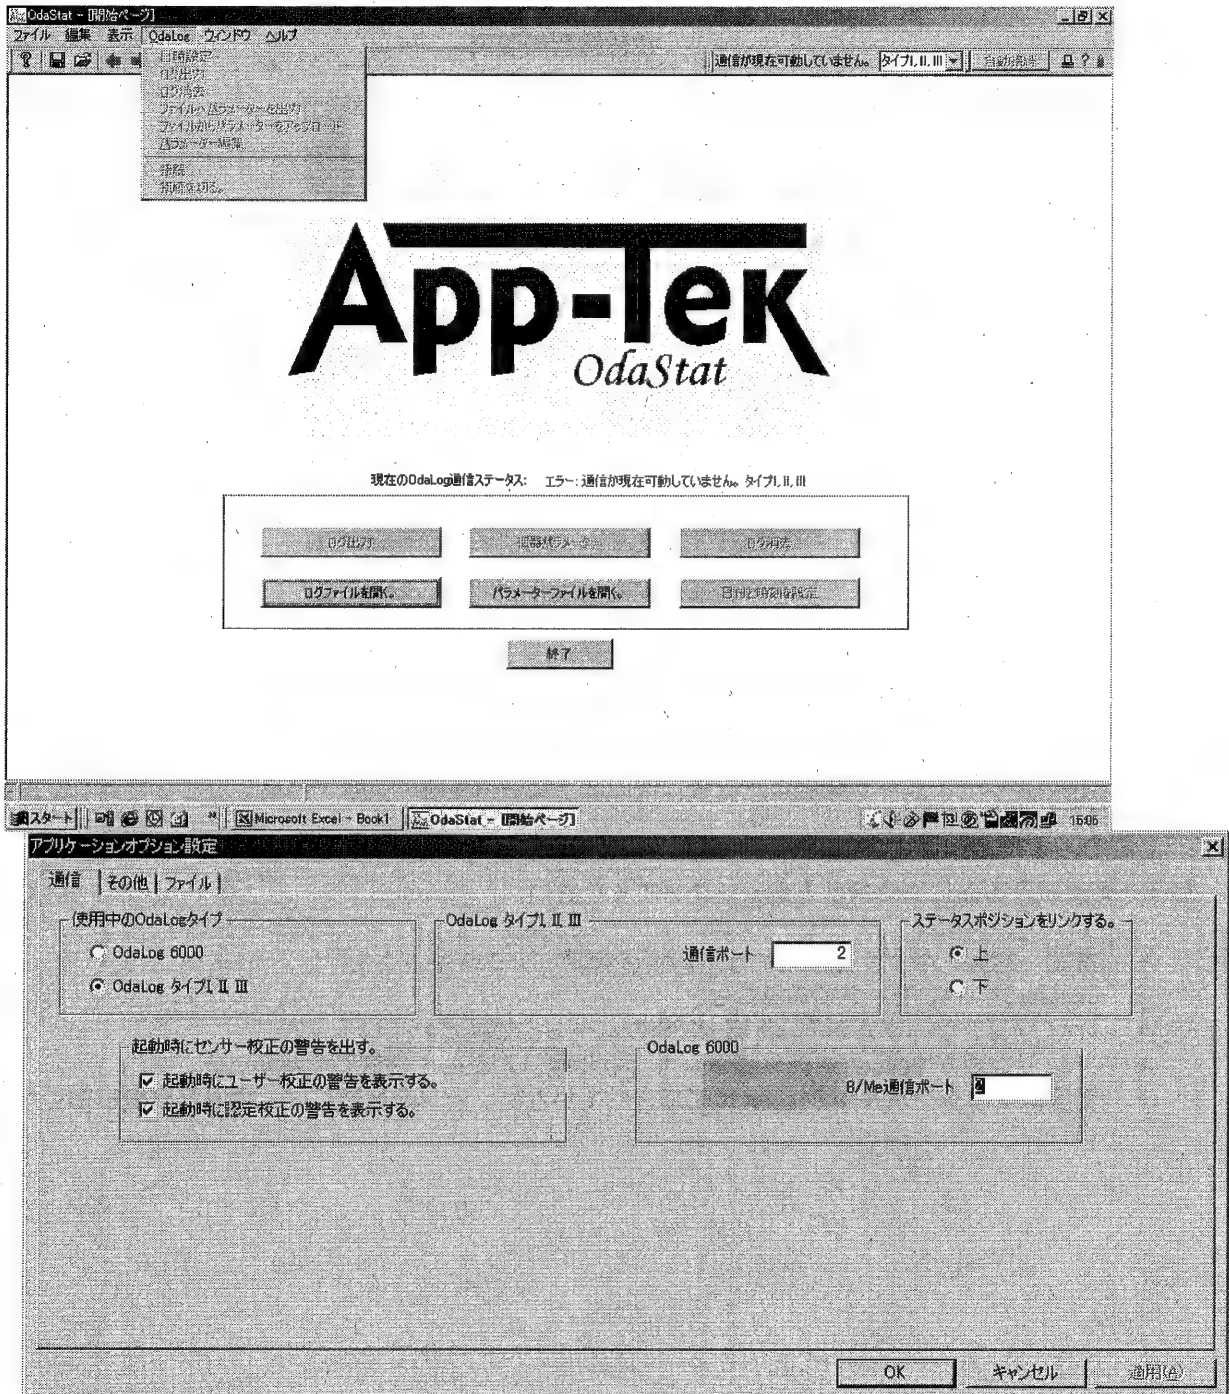 OdaStat - [開始ページ]
ファイル 編集 表示 OdaLog ウィンドウ ヘルプ
通信が現在可動していません。 タイプI, II, III
日時設定
ログ出力
ログ消去
ファイルへパラメーターを出力
ファイルからパラメーターをアップロード
パラメーター編集
接続
接続を切る。
App-Tek
OdaStat
現在のOdaLog通信ステータス: エラー: 通信が現在可動していません。 タイプI, II, III
ログ出力 機器パラメーター ログ消去
ログファイルを開く。 パラメーターファイルを開く。 日付と時刻設定
終了
スタート Microsoft Excel - Book1 OdaStat - [開始ページ]
アプリケーションオプション設定
通信 その他 ファイル
使用中のOdaLogタイプ OdaLog タイプI, II, III ステータスポジションをリンクする。
OdaLog 6000 通信ポート 2 上
OdaLog タイプI, II, III 下
起動時にセンサー校正の警告を出す。 OdaLog 6000
起動時にユーザー校正の警告を表示する。 8/Me通信ポート
起動時に認定校正の警告を表示する。
OK キャンセル 適用(A)